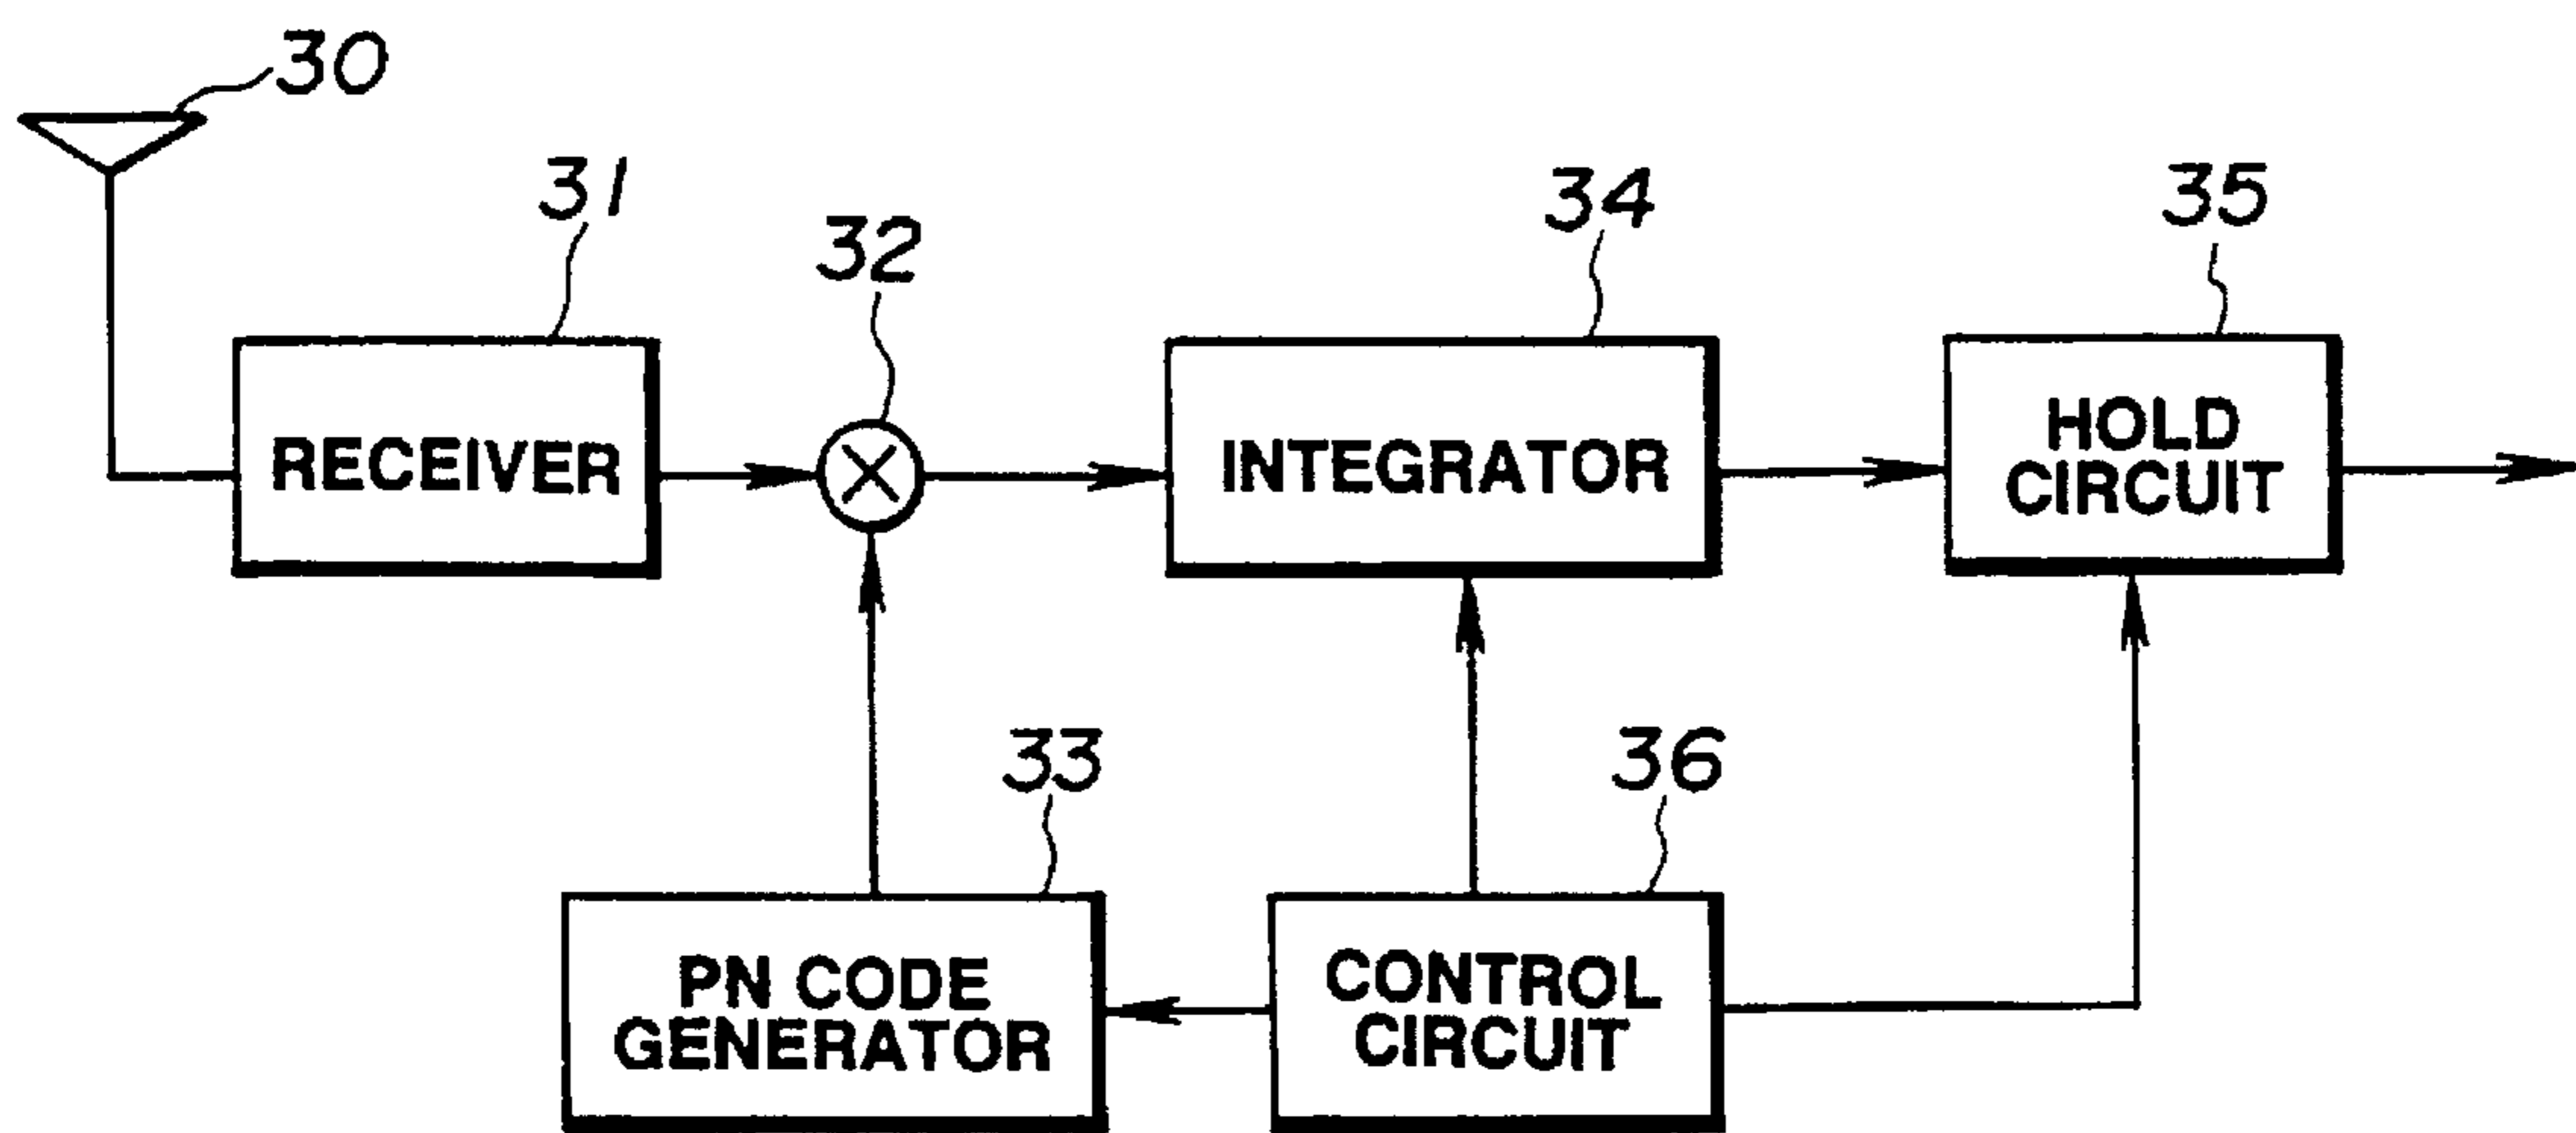 30
31
32
34
35
RECEIVER
INTEGRATOR
HOLD
CIRCUIT
33
36
PN CODE
GENERATOR
CONTROL
CIRCUIT